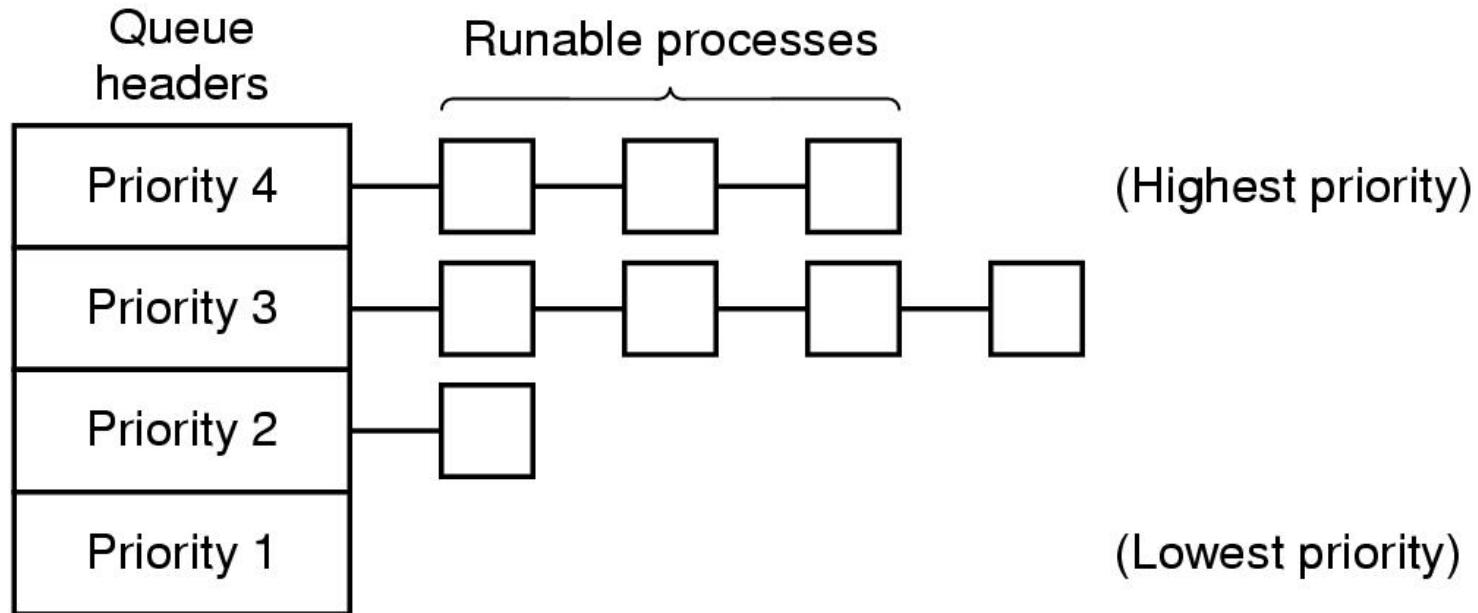 Queue
headers
Runable processes
Priority 4
(Highest priority)
Priority 3
Priority 2
Priority 1
(Lowest priority)